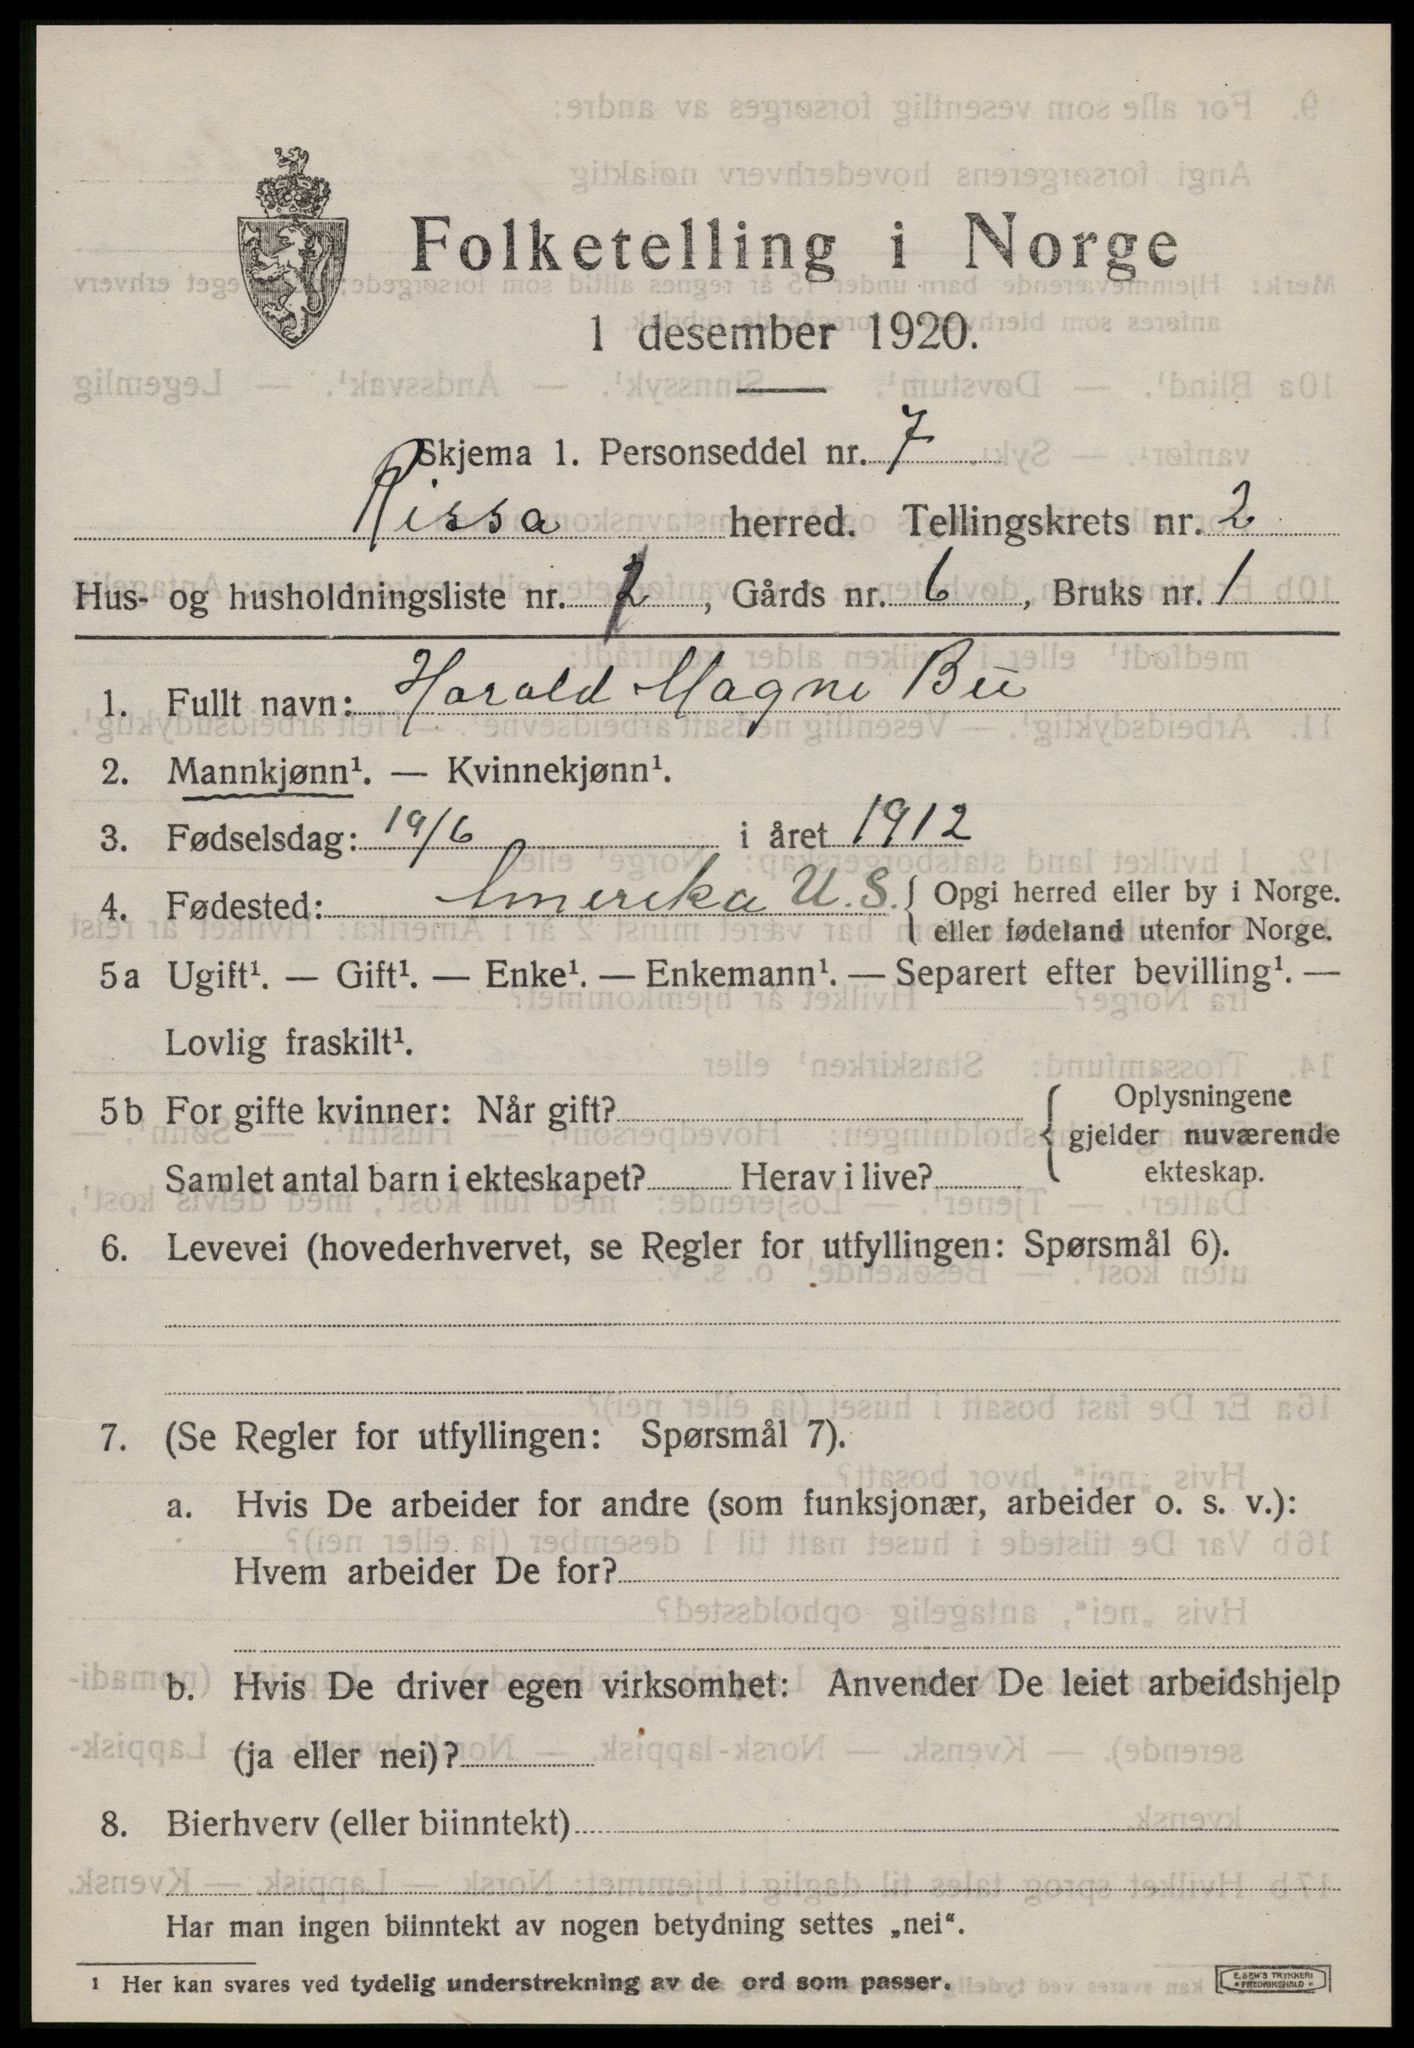 Folketelling i Norge
1 desember 1920.
Skjema 1. Personseddel nr. 7
Rissa herred. Tellingskrets nr. 2
Hus- og husholdningsliste nr. , Gårds nr. 6, Bruks nr. 1
1. Fullt navn: Harald Magne
2. Mannkjønn¹. — Kvinnekjønn¹.
3. Fødselsdag: 19/6 i året 1912
4. Fødested: Amerika U.S. { Opgi herred eller by i Norge.
eller fødeland utenfor Norge.
5a Ugift¹. — Gift¹. — Enke¹. — Enkemann¹. — Separert efter bevilling¹. —
Lovlig fraskilt¹.
5b For gifte kvinner: Når gift? { Oplysningene
gjelder nuværende
Samlet antal barn i ekteskapet? Herav i live? ekteskap.
6. Levevei (hovederhvervet, se Regler for utfyllingen: Spørsmål 6).
7. (Se Regler for utfyllingen: Spørsmål 7).
a. Hvis De arbeider for andre (som funksjonær, arbeider o. s. v.):
Hvem arbeider De for?
b. Hvis De driver egen virksomhet: Anvender De leiet arbeidshjelp
(ja eller nei)?
8. Bierhverv (eller biinntekt)
Har man ingen biinntekt av nogen betydning settes „nei“.
1 Her kan svares ved tydelig understrekning av de ord som passer.
E. SEM'S TRYKKERI
* FREDRIKSHALD *